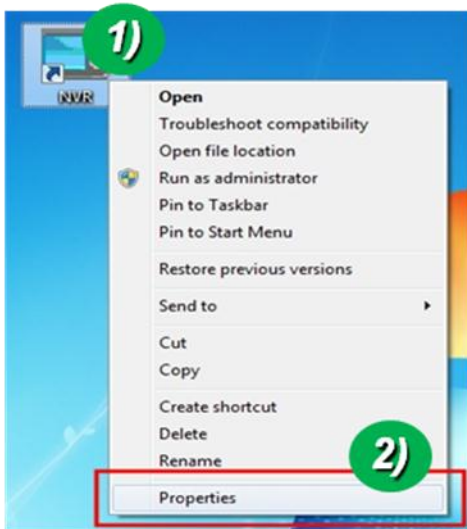 1)
NVR
Open
Troubleshoot compatibility
Open file location
Run as administrator
Pin to Taskbar
Pin to Start Menu
Restore previous versions
Send to
Cut
Copy
Create shortcut
Delete
Rename
2)
Properties